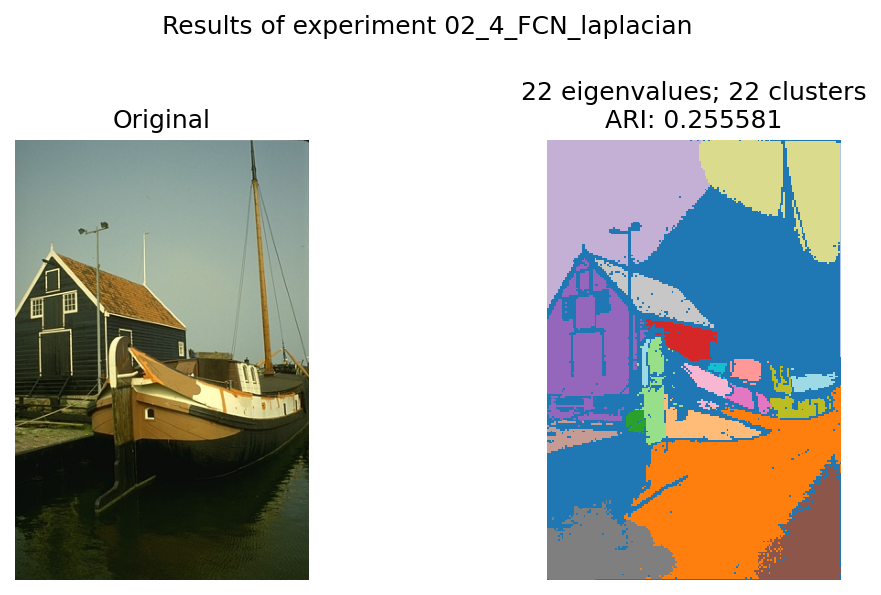 Results of experiment 02_4_FCN_laplacian
Original
22 eigenvalues; 22 clusters
ARI: 0.255581